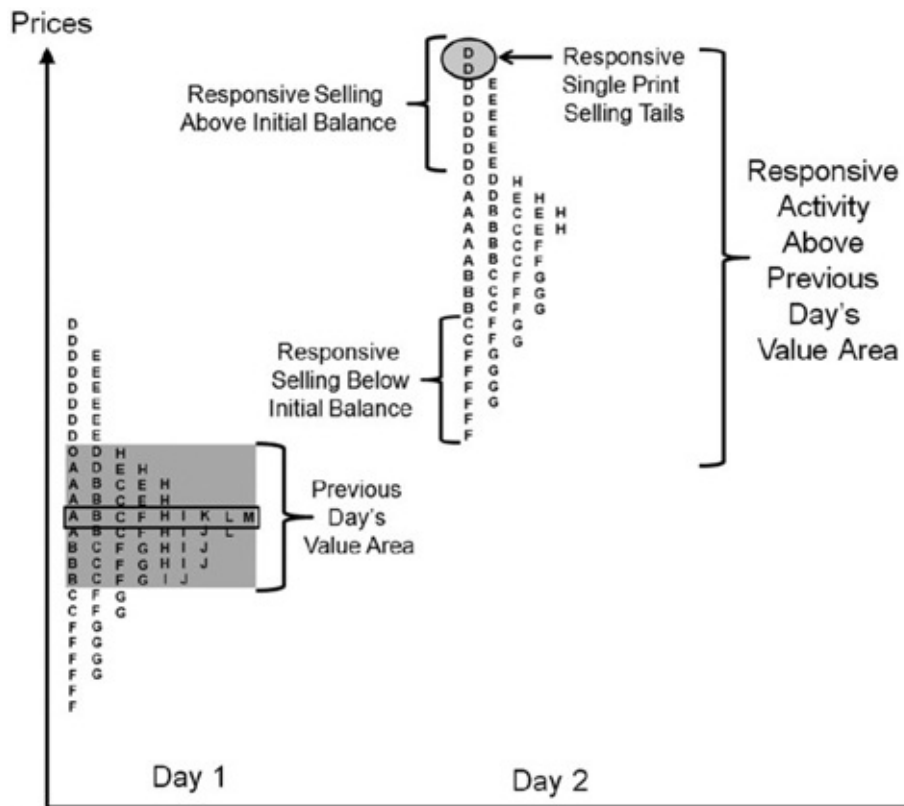 Prices
D
D
D
D E
D E
D E
D E
D E
D E
O D H
A D E H
A B C E H
A B C E H
A B C F H I K L M
A B C F H I J L
B C F G H I J
B C F G H I J
B C F G I J
C F G
C F G
F G
F G
F G
F G
F
F
Previous
Day's
Value Area
Day 1
Responsive Selling
Above Initial Balance
Responsive
Selling Below
Initial Balance
D
D
D E
D E
D E
D E
D E
D E
O D H
A D E H
A B C E H
A B C E H
A B C F
A B C F
B C F G
B C F G
B C F G
C F G
C F G
F G
F G
F G
F G
F
F
Responsive
Single Print
Selling Tails
Responsive
Activity
Above
Previous
Day's
Value Area
Day 2